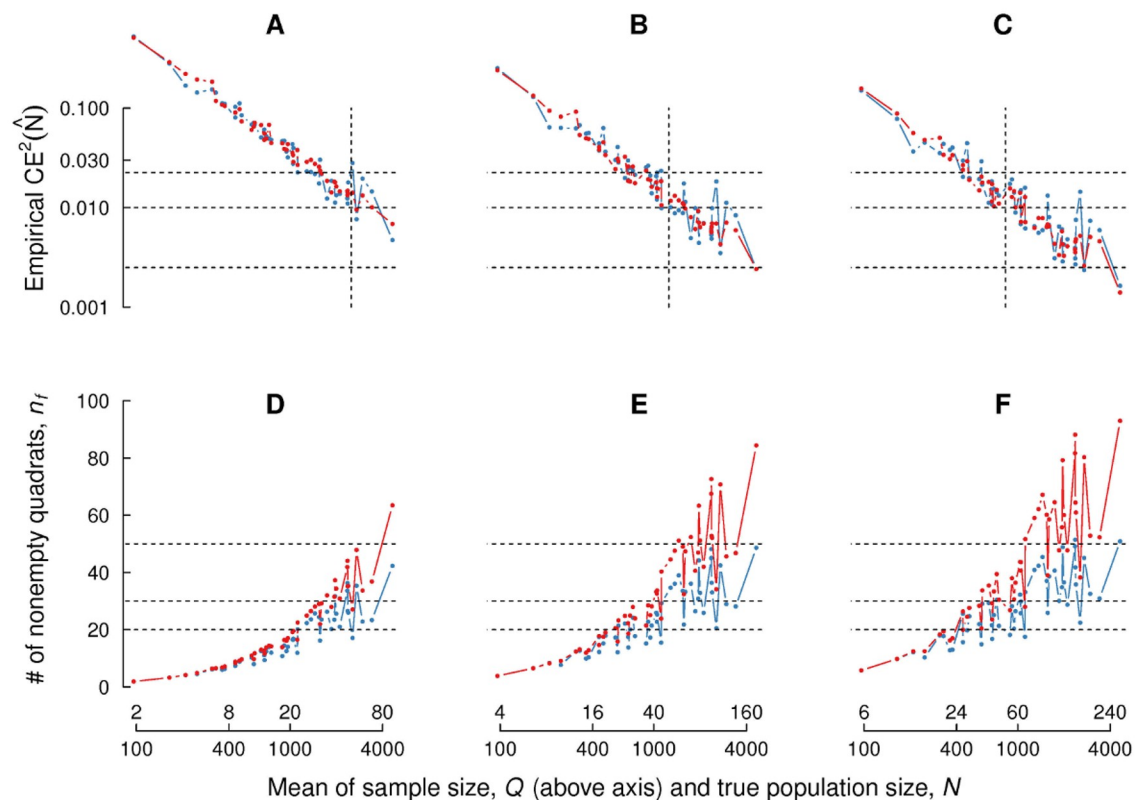 A B C
Empirical CE²(N̂)
0.100
0.030
0.010
0.001
D E F
# of nonempty quadrats, n_f
100
80
60
40
20
0
2 8 20 80 4 16 40 160 6 24 60 240
100 400 1000 4000 100 400 1000 4000 100 400 1000 4000
Mean of sample size, Q (above axis) and true population size, N